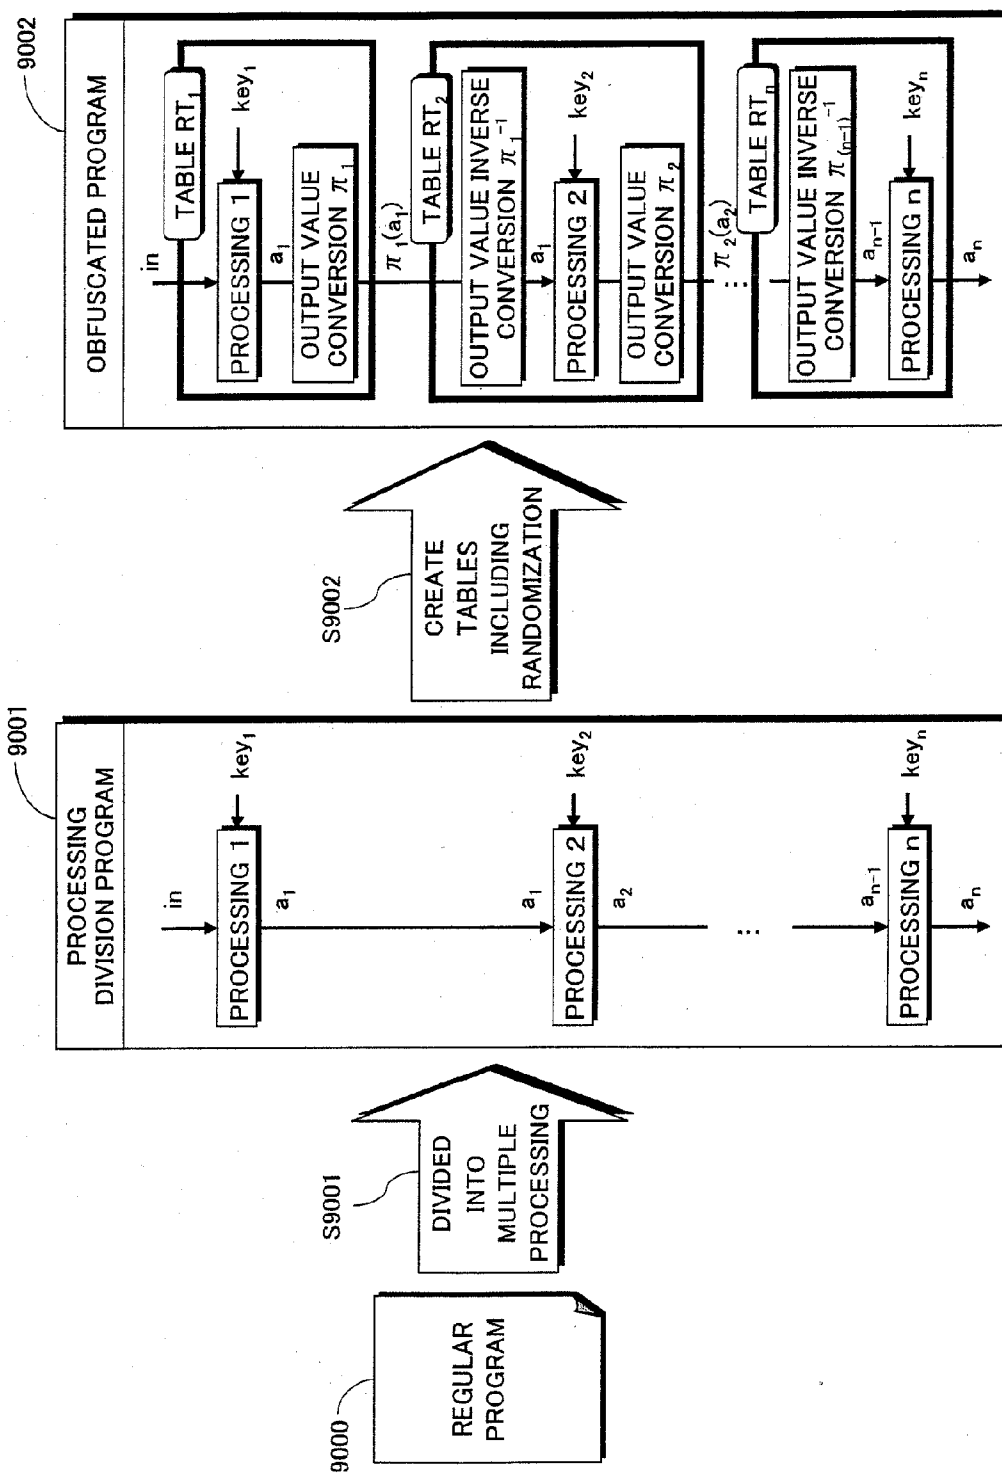 9000
REGULAR
PROGRAM
S9001
DIVIDED
INTO
MULTIPLE
PROCESSING
9001
PROCESSING
DIVISION PROGRAM
in
PROCESSING 1
key1
a1
a1
PROCESSING 2
key2
a2
...
an-1
PROCESSING n
keyn
an
S9002
CREATE
TABLES
INCLUDING
RANDOMIZATION
9002
OBFUSCATED PROGRAM
in
TABLE RT1
PROCESSING 1
key1
a1
OUTPUT VALUE
CONVERSION π1
π1(a1)
TABLE RT2
OUTPUT VALUE INVERSE
CONVERSION π1-1
a1
PROCESSING 2
key2
OUTPUT VALUE
CONVERSION π2
π2(a2)
...
TABLE RTn
OUTPUT VALUE INVERSE
CONVERSION π(n-1)-1
an-1
PROCESSING n
keyn
an